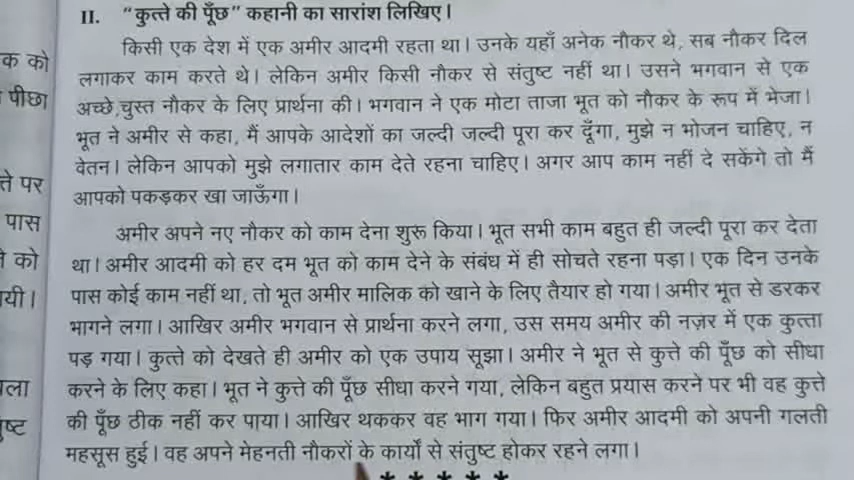 II. “कुत्ते की पूँछ” कहानी का सारांश लिखिए।
किसी एक देश में एक अमीर आदमी रहता था। उनके यहाँ अनेक नौकर थे, सब नौकर दिल
लगाकर काम करते थे। लेकिन अमीर किसी नौकर से संतुष्ट नहीं था। उसने भगवान से एक
अच्छे,चुस्त नौकर के लिए प्रार्थना की। भगवान ने एक मोटा ताजा भूत को नौकर के रूप में भेजा।
भूत ने अमीर से कहा, मैं आपके आदेशों का जल्दी जल्दी पूरा कर दूँगा, मुझे न भोजन चाहिए, न
वेतन। लेकिन आपको मुझे लगातार काम देते रहना चाहिए। अगर आप काम नहीं दे सकेंगे तो मैं
आपको पकड़कर खा जाऊँगा।
अमीर अपने नए नौकर को काम देना शुरू किया। भूत सभी काम बहुत ही जल्दी पूरा कर देता
था। अमीर आदमी को हर दम भूत को काम देने के संबंध में ही सोचते रहना पड़ा। एक दिन उनके
पास कोई काम नहीं था, तो भूत अमीर मालिक को खाने के लिए तैयार हो गया। अमीर भूत से डरकर
भागने लगा। आखिर अमीर भगवान से प्रार्थना करने लगा, उस समय अमीर की नज़र में एक कुत्ता
पड़ गया। कुत्ते को देखते ही अमीर को एक उपाय सूझा। अमीर ने भूत से कुत्ते की पूँछ को सीधा
करने के लिए कहा। भूत ने कुत्ते की पूँछ सीधा करने गया, लेकिन बहुत प्रयास करने पर भी वह कुत्ते
की पूँछ ठीक नहीं कर पाया। आखिर थककर वह भाग गया। फिर अमीर आदमी को अपनी गलती
महसूस हुई। वह अपने मेहनती नौकरों के कार्यों से संतुष्ट होकर रहने लगा।
* * * * *
क को
पीछा
ते पर
पास
को
यी।